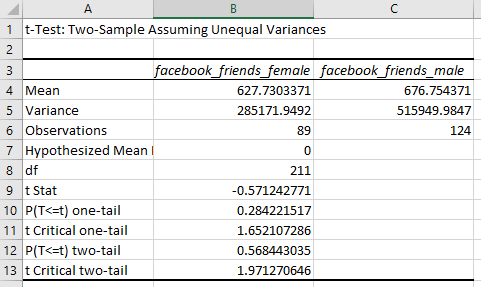 A B C
1 t-Test: Two-Sample Assuming Unequal Variances
2
3 facebook_friends_female facebook_friends_male
4 Mean 627.7303371 676.754371
5 Variance 285171.9492 515949.9847
6 Observations 89 124
7 Hypothesized Mean 0
8 df 211
9 t Stat -0.571242771
10 P(T<=t) one-tail 0.284221517
11 t Critical one-tail 1.652107286
12 P(T<=t) two-tail 0.568443035
13 t Critical two-tail 1.971270646